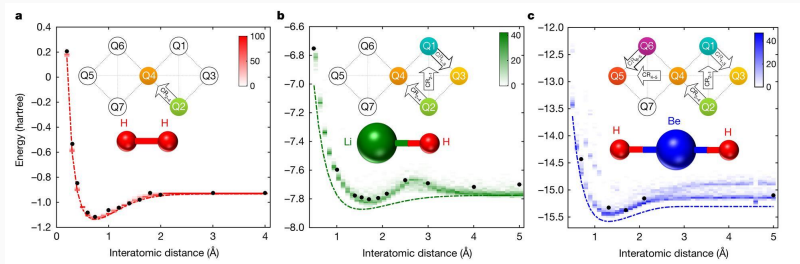 a
Energy (hartree)
0.4
0.2
0
−0.2
−0.4
−0.6
−0.8
−1.0
−1.2
0
1
2
3
4
Interatomic distance (Å)
Q6
Q1
Q5
Q4
Q3
Q7
Q2
H
H
100
50
0
b
−6.6
−6.8
−7.0
−7.2
−7.4
−7.6
−7.8
−8.0
1
2
3
4
5
Interatomic distance (Å)
Q6
Q1
Q5
Q4
Q3
Q7
Q2
Li
H
40
20
0
c
−12.0
−12.5
−13.0
−13.5
−14.0
−14.5
−15.0
−15.5
1
2
3
4
5
Interatomic distance (Å)
Q6
Q1
Q5
Q4
Q3
Q7
Q2
H
Be
H
40
20
0